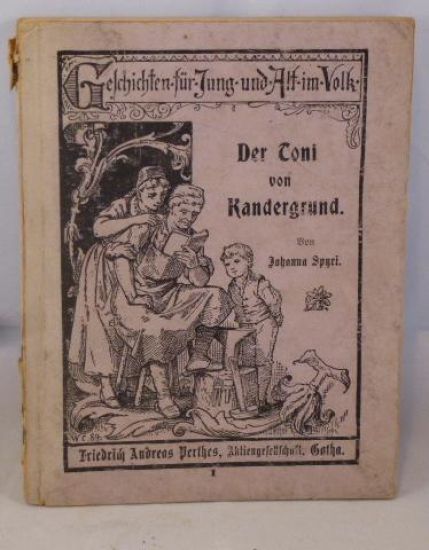 Geschichten für Jung und Alt im Volk.
Der Toni
von
Kandergrund.
Von
Johanna Spyri.
W C 89.
Friedrich Andreas Perthes, Aktiengesellschaft, Gotha.
I